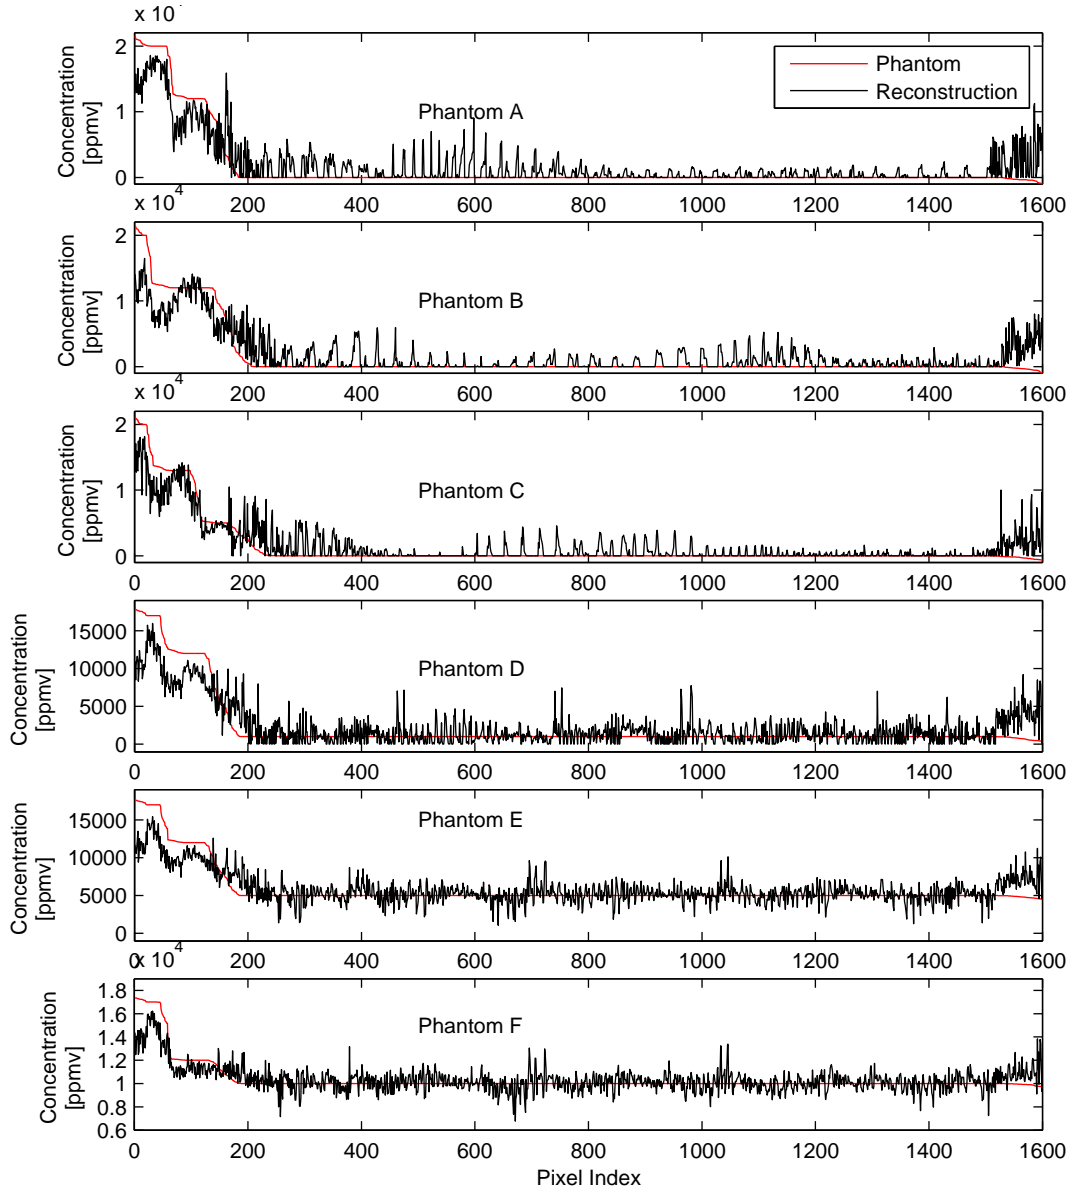 x 10
Concentration
[ppmv]
2
1
0
Phantom A
Phantom
Reconstruction
200 400 600 800 1000 1200 1400 1600
x 10^4
Concentration
[ppmv]
2
1
0
Phantom B
0 200 400 600 800 1000 1200 1400 1600
x 10^4
Concentration
[ppmv]
2
1
0
Phantom C
0 200 400 600 800 1000 1200 1400 1600
Concentration
[ppmv]
15000
10000
5000
0
Phantom D
0 200 400 600 800 1000 1200 1400 1600
Concentration
[ppmv]
15000
10000
5000
0
Phantom E
0 200 400 600 800 1000 1200 1400 1600
x 10^4
Concentration
[ppmv]
1.8
1.6
1.4
1.2
1
0.8
0.6
Phantom F
0 200 400 600 800 1000 1200 1400 1600
Pixel Index